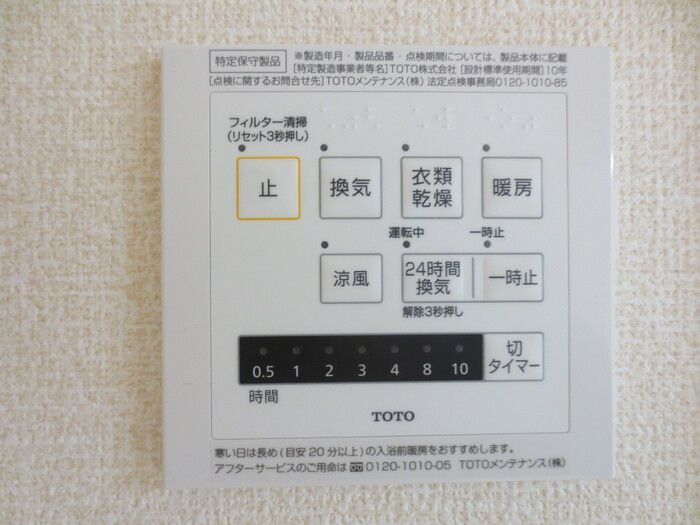 特定保守製品
※製造年月・製品品番・点検期間については、製品本体に記載
[特定製造事業者等名]TOTO株式会社 [設計標準使用期間]10年
[点検に関するお問合せ先]TOTOメンテナンス(株) 法定点検事務局0120-1010-85
フィルター清掃
(リセット3秒押し)
止
換気
衣類
乾燥
暖房
運転中
一時止
涼風
24時間
換気
一時止
解除3秒押し
0.5 1 2 3 4 8 10
切
タイマー
時間
TOTO
寒い日は長め(目安20分以上)の入浴前暖房をおすすめします。
アフターサービスのご用命は 0120-1010-05 TOTOメンテナンス(株)